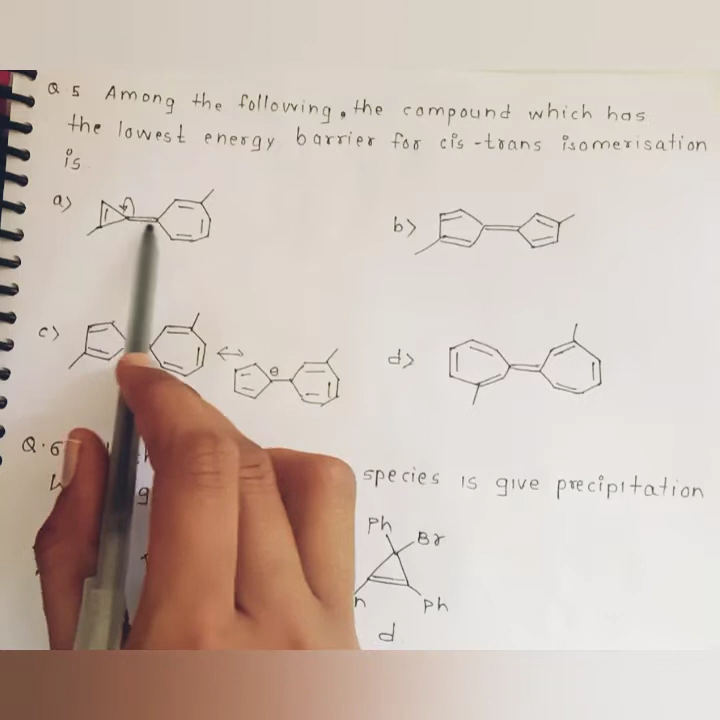 Q.5 Among the following, the compound which has
the lowest energy barrier for cis-trans isomerisation
is
a)
b)
c)
⊖
d)
Q.6
species is give precipitation
Ph
Br
Ph
d